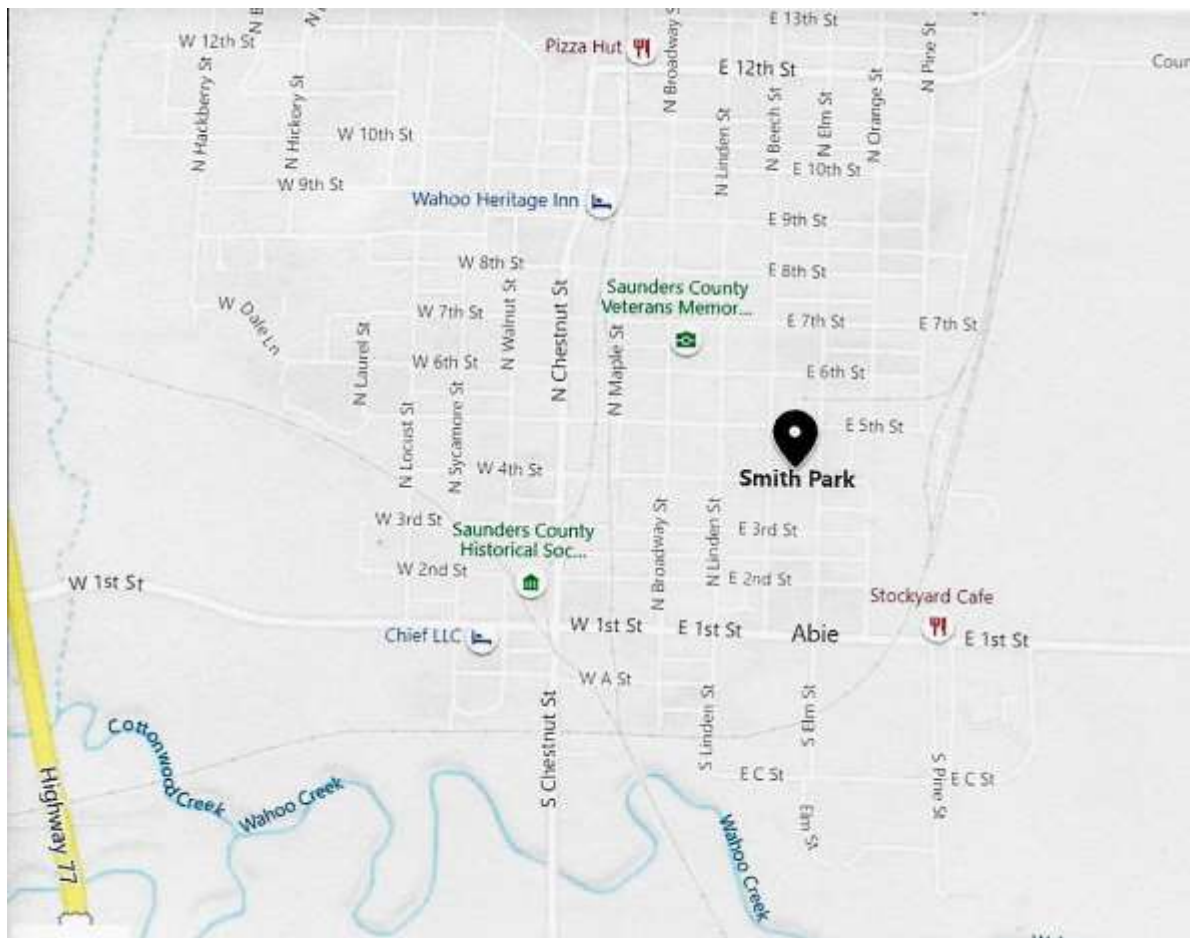 E 13th St
W 12th St
Pizza Hut
E 12th St
N Broadway St
N Pine St
N Hackberry St
N Hickory St
W 10th St
N Linden St
N Beech St
N Elm St
N Orange St
E 10th St
W 9th St
Wahoo Heritage Inn
E 9th St
W 8th St
E 8th St
Saunders County
Veterans Memor...
W Dale Ln
W 7th St
N Walnut St
N Chestnut St
E 7th St
E 7th St
N Laurel St
W 6th St
N Maple St
E 6th St
N Locust St
N Sycamore St
E 5th St
W 4th St
Smith Park
W 3rd St
Saunders County
Historical Soc...
N Broadway St
N Linden St
E 3rd St
W 2nd St
E 2nd St
W 1st St
Stockyard Cafe
Chief LLC
W 1st St
E 1st St
Abie
E 1st St
W A St
S Chestnut St
S Linden St
S Elm St
Cottonwood Creek
Highway 77
Wahoo Creek
E C St
S Pine St
E C St
Elm St
Wahoo Creek